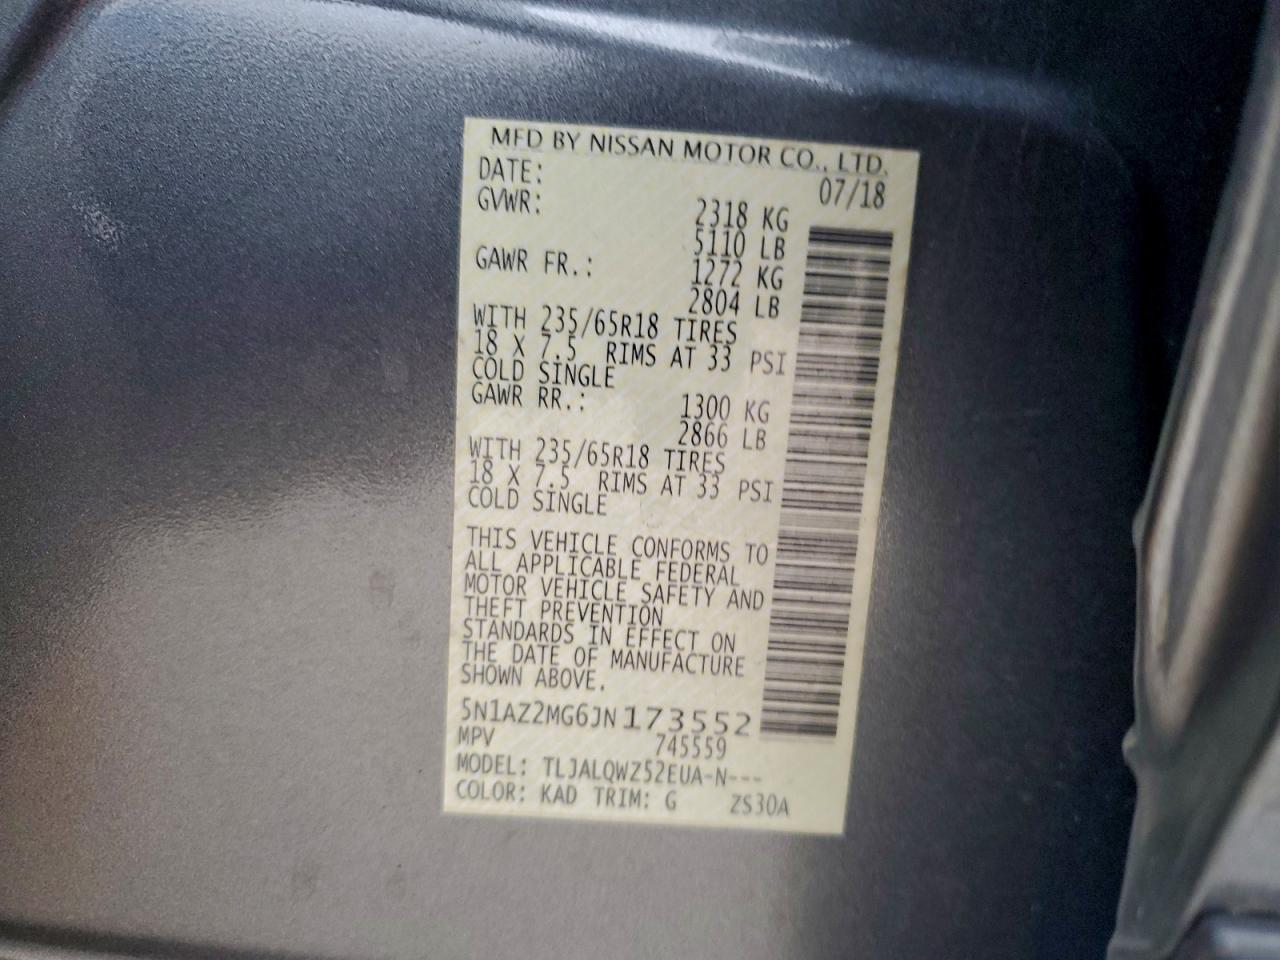 MFD BY NISSAN MOTOR CO., LTD.
DATE: 07/18
GVWR: 2318 KG
5110 LB
GAWR FR.: 1272 KG
2804 LB
WITH 235/65R18 TIRES
18 X 7.5 RIMS AT 33 PSI
COLD SINGLE
GAWR RR.: 1300 KG
2866 LB
WITH 235/65R18 TIRES
18 X 7.5 RIMS AT 33 PSI
COLD SINGLE
THIS VEHICLE CONFORMS TO
ALL APPLICABLE FEDERAL
MOTOR VEHICLE SAFETY AND
THEFT PREVENTION
STANDARDS IN EFFECT ON
THE DATE OF MANUFACTURE
SHOWN ABOVE.
5N1AZ2MG6JN173552
MPV 745559
MODEL: TLJALQWZ52EUA-N---
COLOR: KAD TRIM: G ZS30A